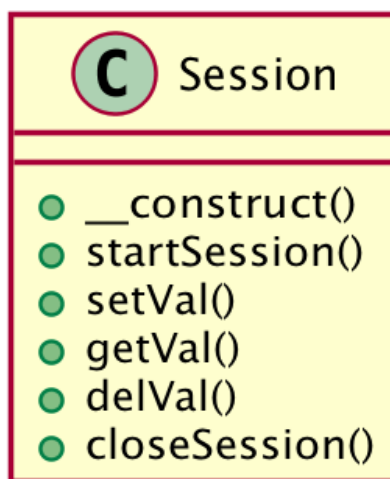 C Session
__construct()
startSession()
setVal()
getVal()
delVal()
closeSession()